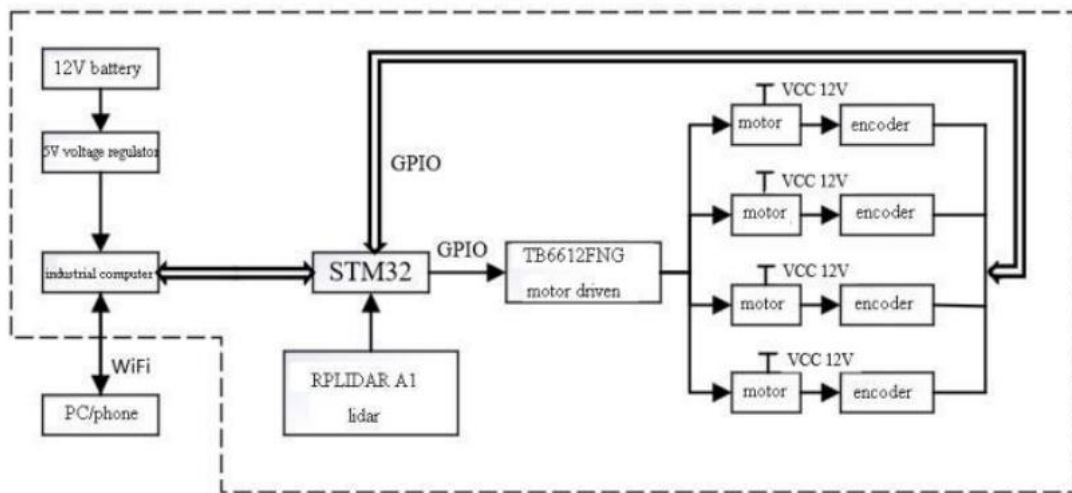 12V battery
5V voltage regulator
industrial computer
WiFi
PC/phone
GPIO
STM32
GPIO
RPLIDAR A1
lidar
TB6612FNG
motor driven
VCC 12V
motor
encoder
VCC 12V
motor
encoder
VCC 12V
motor
encoder
VCC 12V
motor
encoder